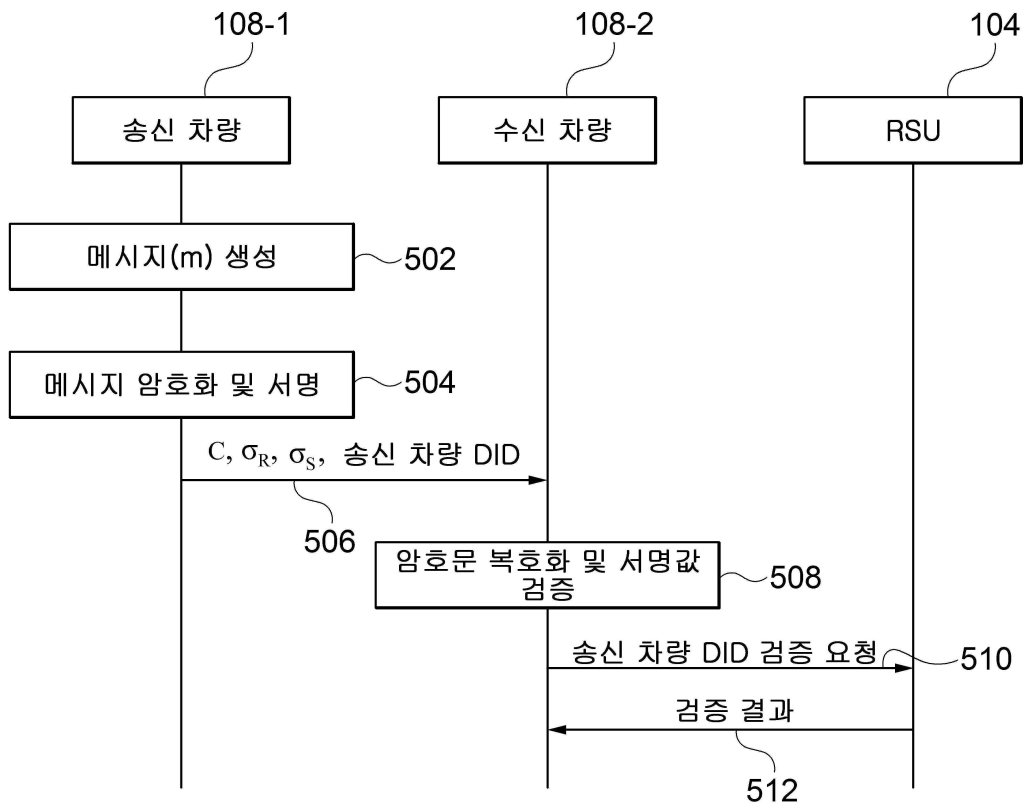 108-1
108-2
104
송신 차량
수신 차량
RSU
메시지(m) 생성
502
메시지 암호화 및 서명
504
C, σR, σS, 송신 차량 DID
506
암호문 복호화 및 서명값
검증
508
송신 차량 DID 검증 요청
510
검증 결과
512